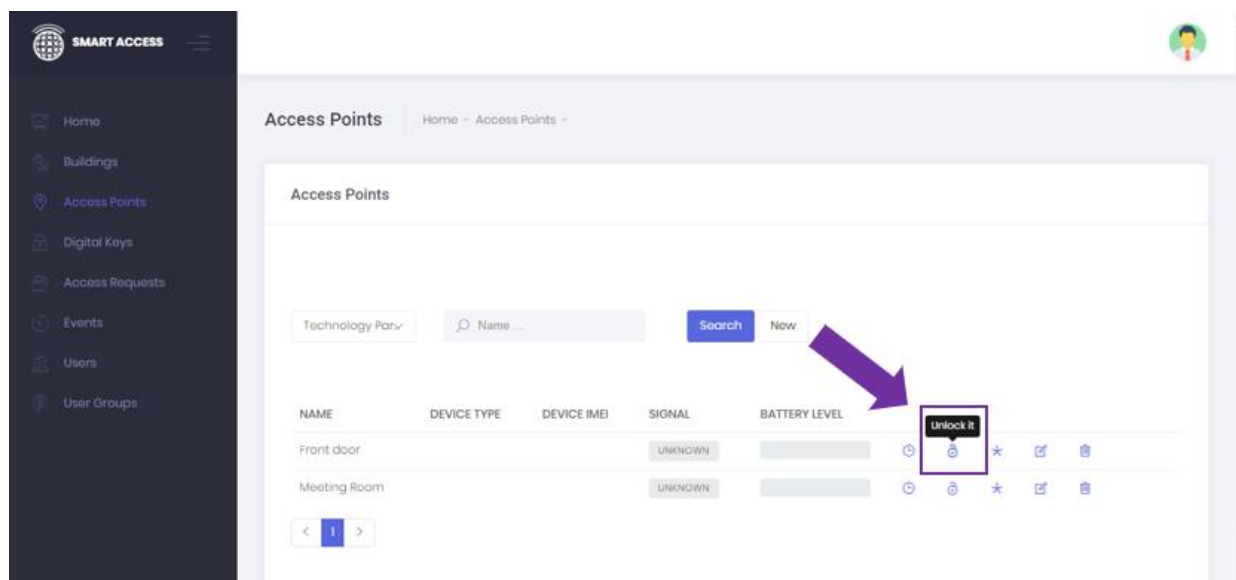 SMART ACCESS
Home
Buildings
Access Points
Digital Keys
Access Requests
Events
Users
User Groups
Access Points Home - Access Points -
Access Points
Technology Par Name ... Search New
NAME DEVICE TYPE DEVICE IMEI SIGNAL BATTERY LEVEL
Unlock it
Front door UNKNOWN
Meeting Room UNKNOWN
< 1 >